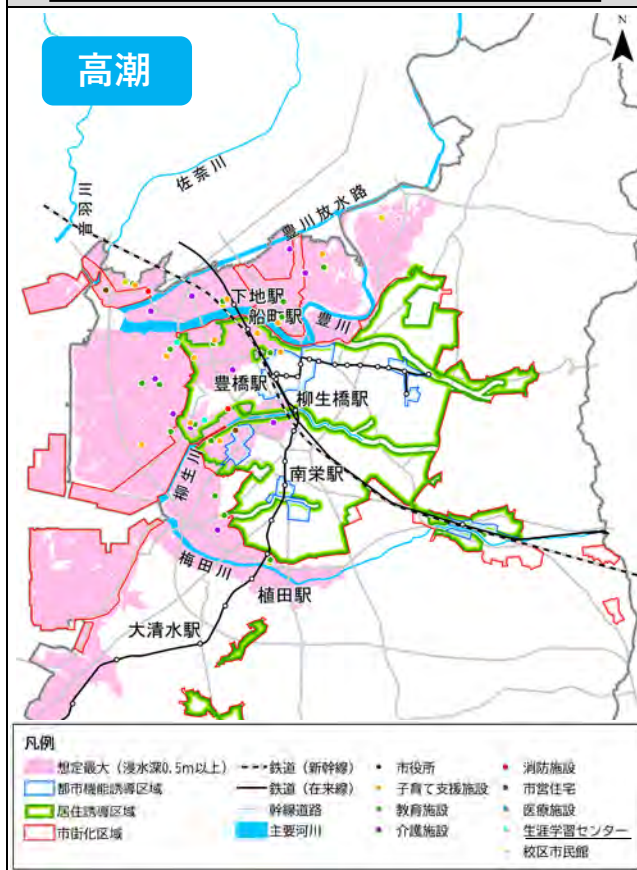 高潮
N
音羽川
佐奈川
豊川放水路
下地駅
船町駅
豊川
豊橋駅
柳生橋駅
柳生川
南栄駅
梅田川
植田駅
大清水駅
凡例
想定最大（浸水深0.5m以上）
都市機能誘導区域
居住誘導区域
市街化区域
鉄道（新幹線）
鉄道（在来線）
幹線道路
主要河川
市役所
子育て支援施設
教育施設
介護施設
消防施設
市営住宅
医療施設
生涯学習センター
校区市民館